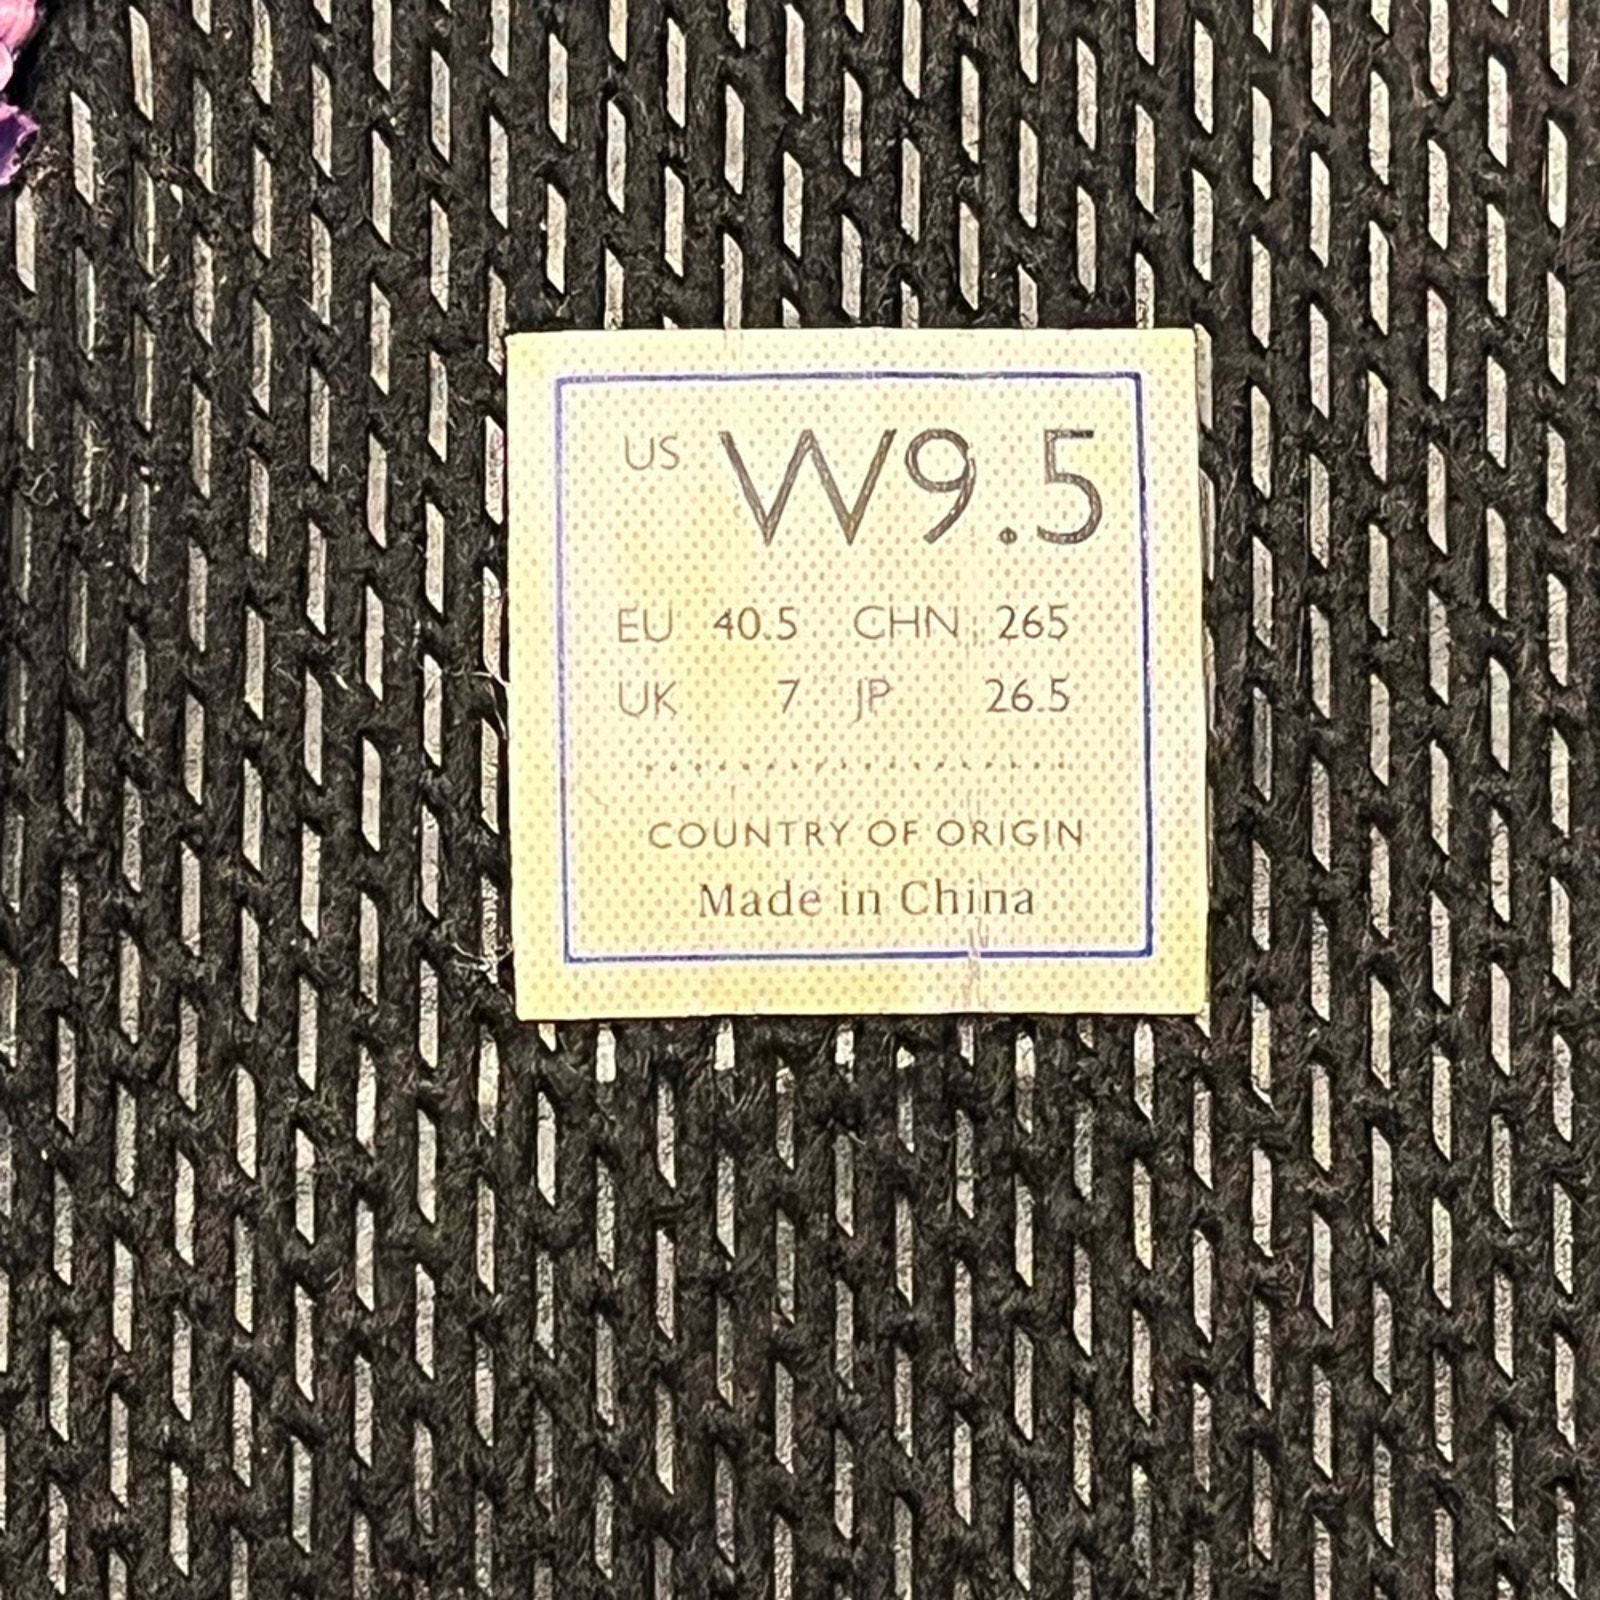 US W9.5
EU 40.5 CHN 265
UK 7 JP 26.5
COUNTRY OF ORIGIN
Made in China